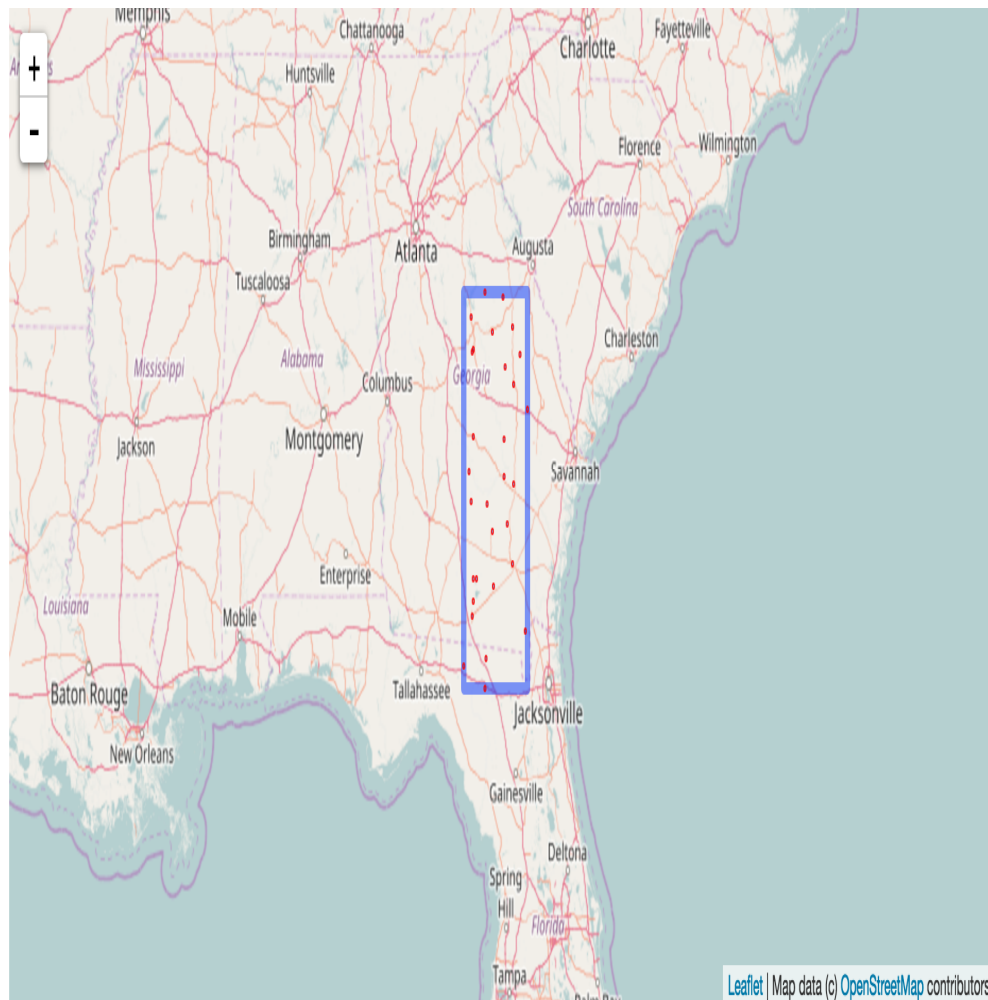 Memphis
Chattanooga
Fayetteville
Charlotte
+
Huntsville
-
Florence
Wilmington
South Carolina
Birmingham
Atlanta
Augusta
Tuscaloosa
Charleston
Mississippi
Alabama
Georgia
Columbus
Montgomery
Jackson
Savannah
Enterprise
Louisiana
Mobile
Tallahassee
Baton Rouge
Jacksonville
New Orleans
Gainesville
Deltona
Spring
Hill
Florida
Tampa
Leaflet | Map data (c) OpenStreetMap contributors